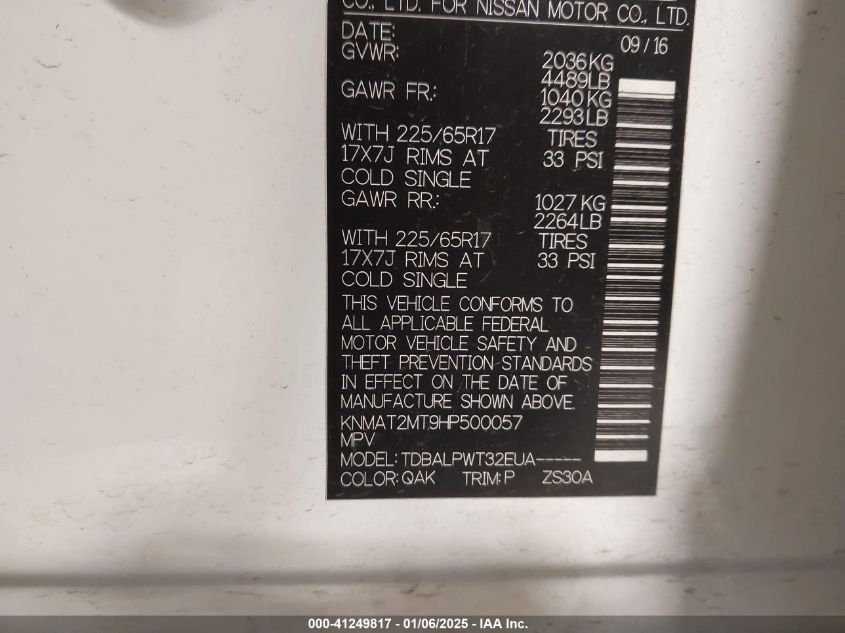 CO., LTD. FOR NISSAN MOTOR CO., LTD.
DATE: 09/16
GVWR: 2036KG
4489LB
GAWR FR.: 1040KG
2293LB
WITH 225/65R17 TIRES
17X7J RIMS AT 33 PSI
COLD SINGLE
GAWR RR.: 1027KG
2264LB
WITH 225/65R17 TIRES
17X7J RIMS AT 33 PSI
COLD SINGLE
THIS VEHICLE CONFORMS TO
ALL APPLICABLE FEDERAL
MOTOR VEHICLE SAFETY AND
THEFT PREVENTION STANDARDS
IN EFFECT ON THE DATE OF
MANUFACTURE SHOWN ABOVE.
KNMAT2MT9HP500057
MPV
MODEL: TDBALPWT32EUA-----
COLOR: QAK TRIM: P ZS30A
000-41249817 - 01/06/2025 - IAA Inc.